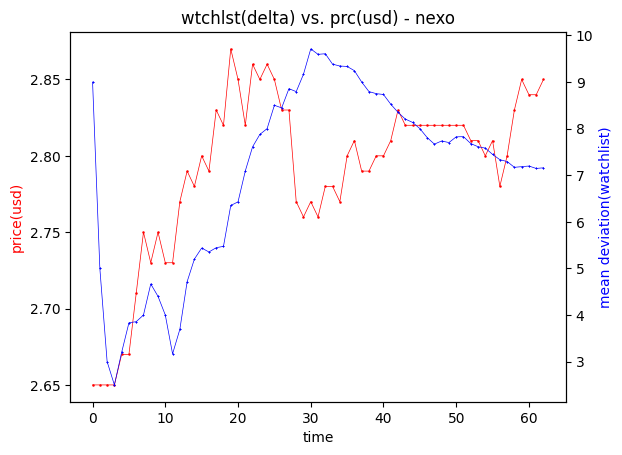 wtchlst(delta) vs. prc(usd) - nexo
price(usd)
2.85
2.80
2.75
2.70
2.65
0 10 20 30 40 50 60
time
10
9
8
7
6
5
4
3
mean deviation(watchlist)